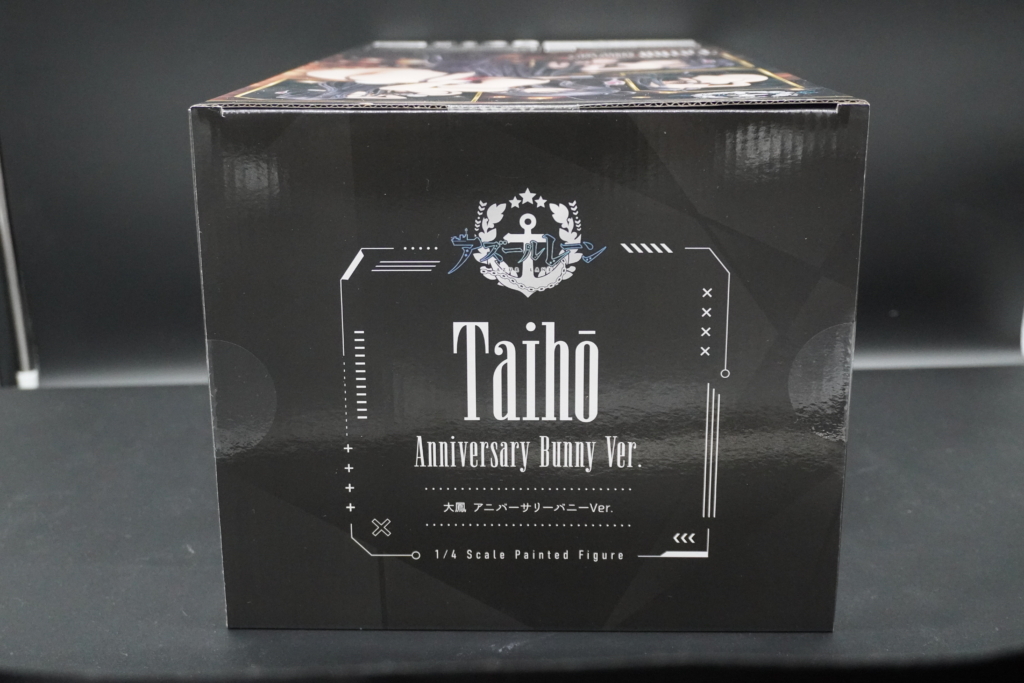 アズールレーン
Taihō
Anniversary Bunny Ver.
大鳳 アニバーサリーバニーVer.
1/4 Scale Painted Figure